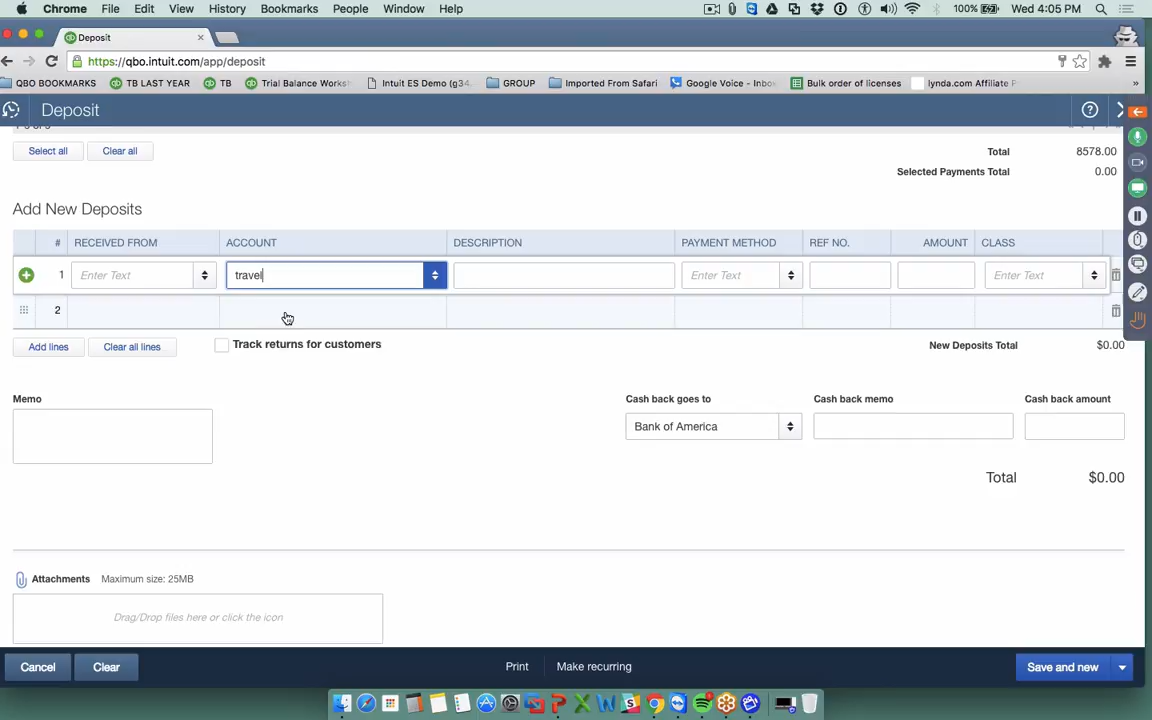 Chrome File Edit View History Bookmarks People Window Help 100% Wed 4:05 PM
Deposit
https://qbo.intuit.com/app/deposit
QBO BOOKMARKS TB LAST YEAR TB Trial Balance Works Intuit ES Demo (g34 GROUP Imported From Safari Google Voice - Inbo Bulk order of licenses lynda.com Affiliate P »
Deposit
Select all Clear all Total 8578.00
Selected Payments Total 0.00
Add New Deposits
# RECEIVED FROM ACCOUNT DESCRIPTION PAYMENT METHOD REF NO. AMOUNT CLASS
1 Enter Text travel Enter Text Enter Text
2
Add lines Clear all lines Track returns for customers New Deposits Total $0.00
Memo Cash back goes to Cash back memo Cash back amount
Bank of America
Total $0.00
Attachments Maximum size: 25MB
Drag/Drop files here or click the icon
Cancel Clear Print Make recurring Save and new